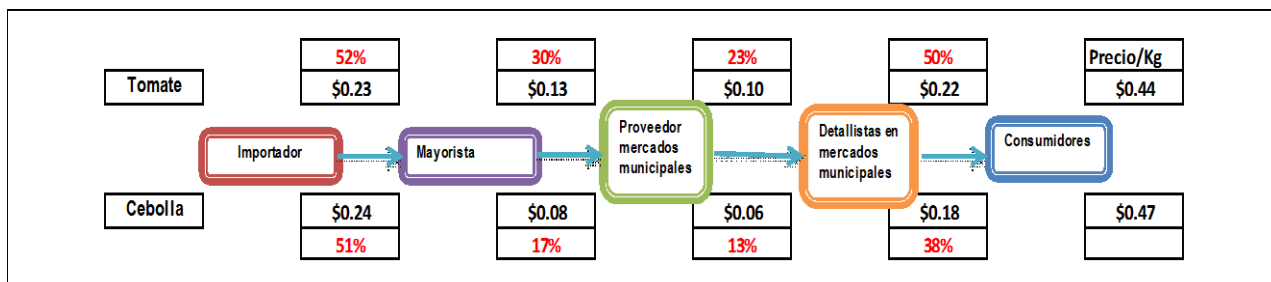 52% 30% 23% 50% Precio/Kg
Tomate $0.23 $0.13 $0.10 $0.22 $0.44
Importador
Mayorista
Proveedor
mercados
municipales
Detallistas en
mercados
municipales
Consumidores
Cebolla $0.24 $0.08 $0.06 $0.18 $0.47
51% 17% 13% 38%